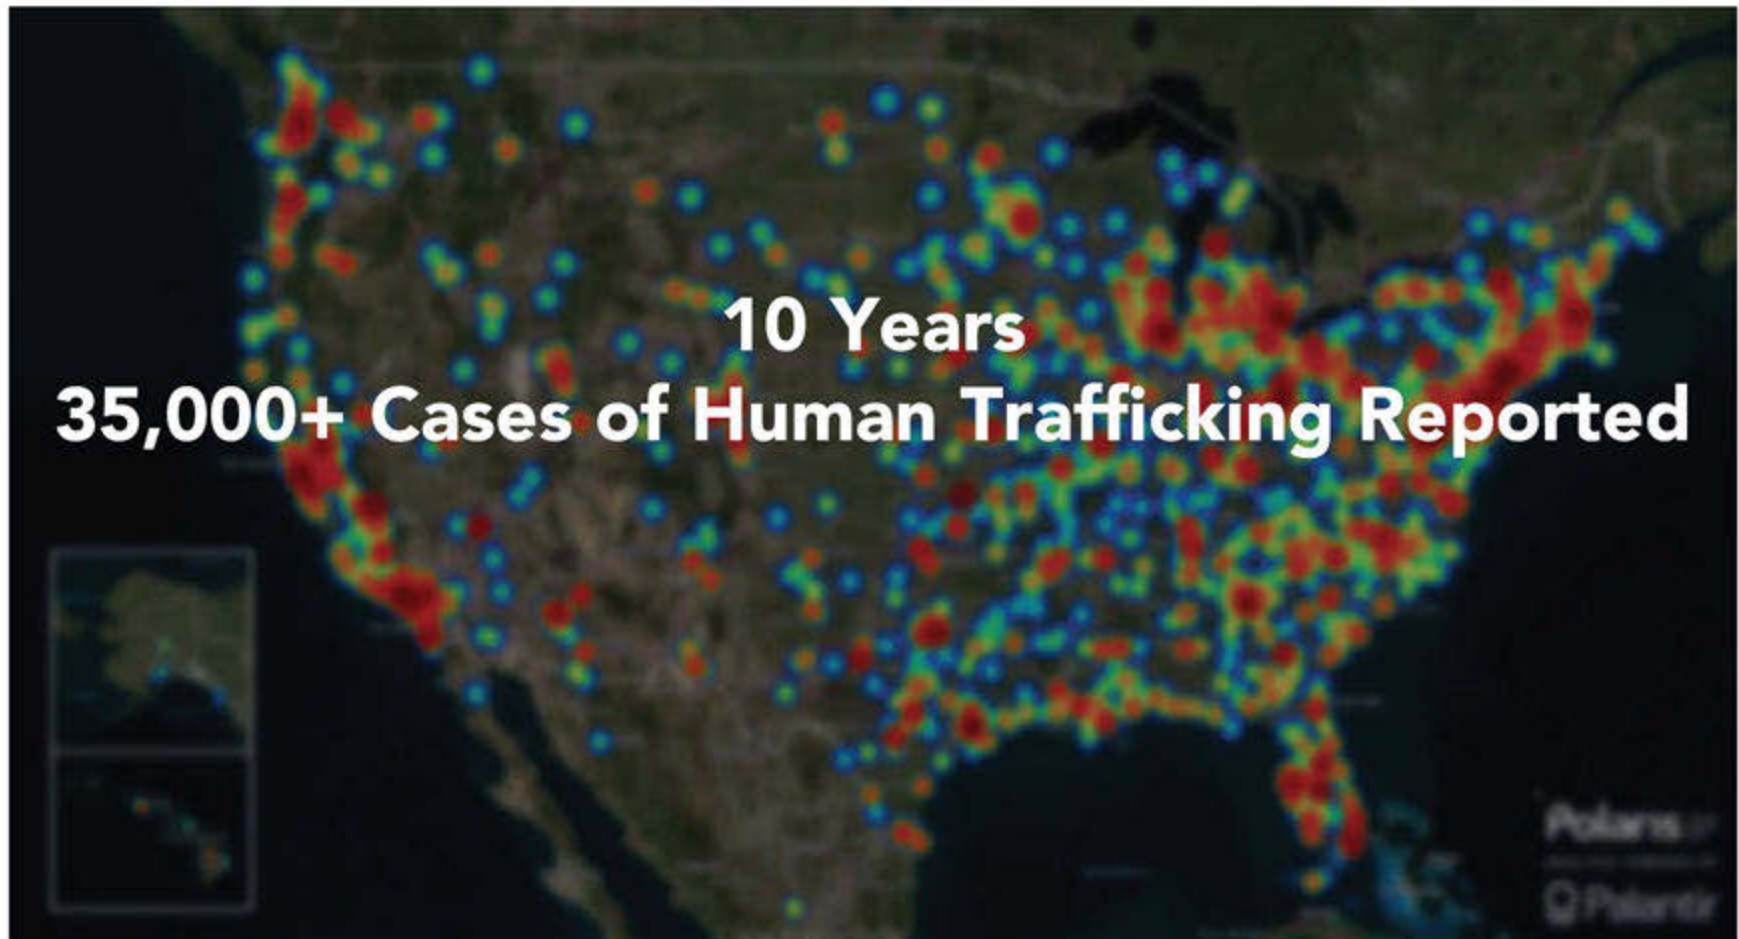 10 Years
35,000+ Cases of Human Trafficking Reported
Polaris
Palantir